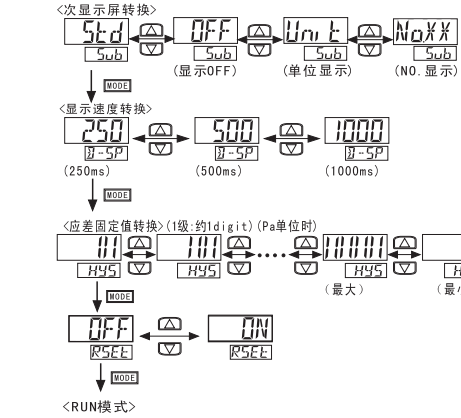 <次显示屏转换>
Std OFF Unit NoXX
Sub Sub Sub Sub
(显示OFF) (单位显示) (NO.显示)
MODE
<显示速度转换>
250 500 1000
D-SP D-SP D-SP
(250ms) (500ms) (1000ms)
MODE
<应差固定值转换>(1级:约1digit)(Pa单位时)
HYS HYS HYS
(最大)
MODE
OFF ON
RSEt RSEt
MODE
<RUN模式>